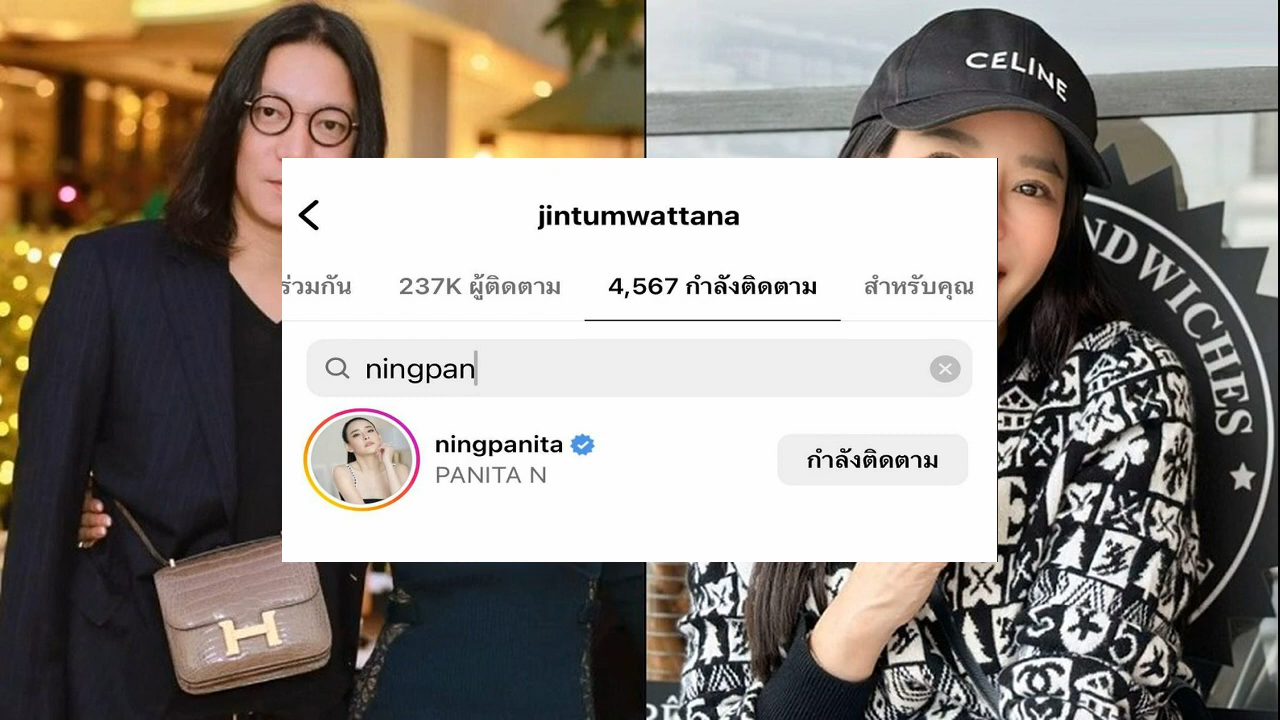 CELINE
jintumwattana
ร่วมกัน 237K ผู้ติดตาม 4,567 กำลังติดตาม สำหรับคุณ
ningpan
ningpanita
PANITA N
กำลังติดตาม
NDWICHES
H